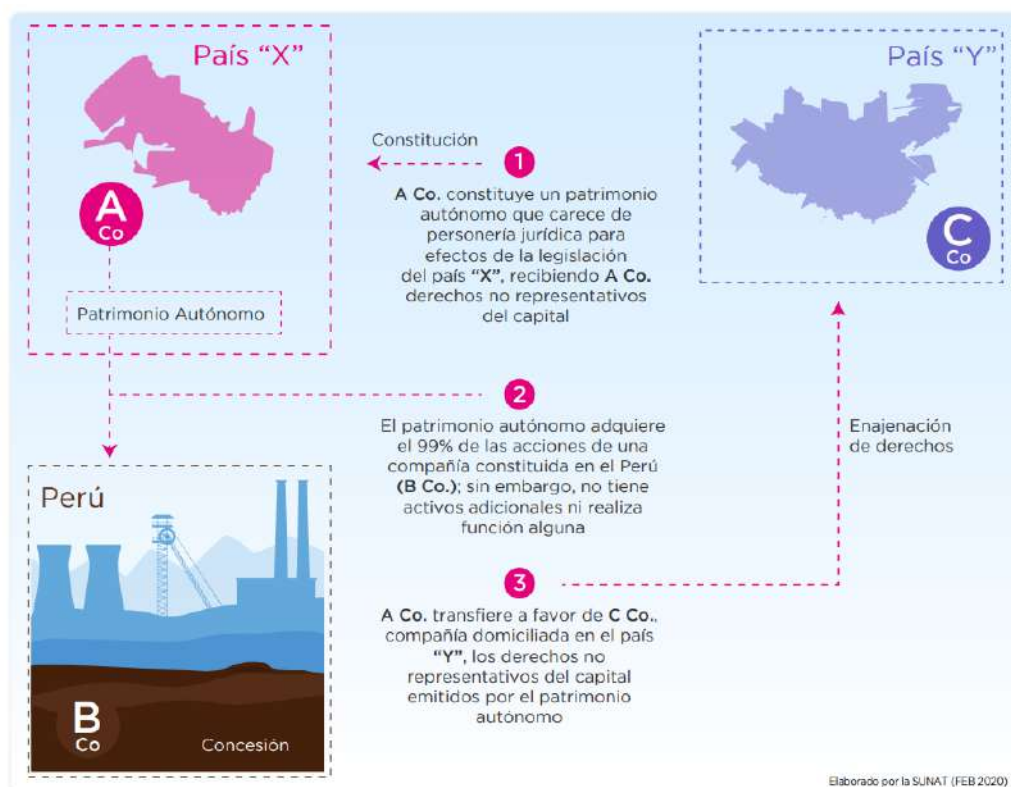 País “X”
A
Co
Patrimonio Autónomo
Constitución
1
A Co. constituye un patrimonio
autónomo que carece de
personería jurídica para
efectos de la legislación
del país “X”, recibiendo A Co.
derechos no representativos
del capital
País “Y”
C
Co
2
El patrimonio autónomo adquiere
el 99% de las acciones de una
compañía constituida en el Perú
(B Co.); sin embargo, no tiene
activos adicionales ni realiza
función alguna
Enajenación
de derechos
Perú
B
Co
Concesión
3
A Co. transfiere a favor de C Co.,
compañía domiciliada en el país
“Y”, los derechos no
representativos del capital
emitidos por el patrimonio
autónomo
Elaborado por la SUNAT (FEB 2020)